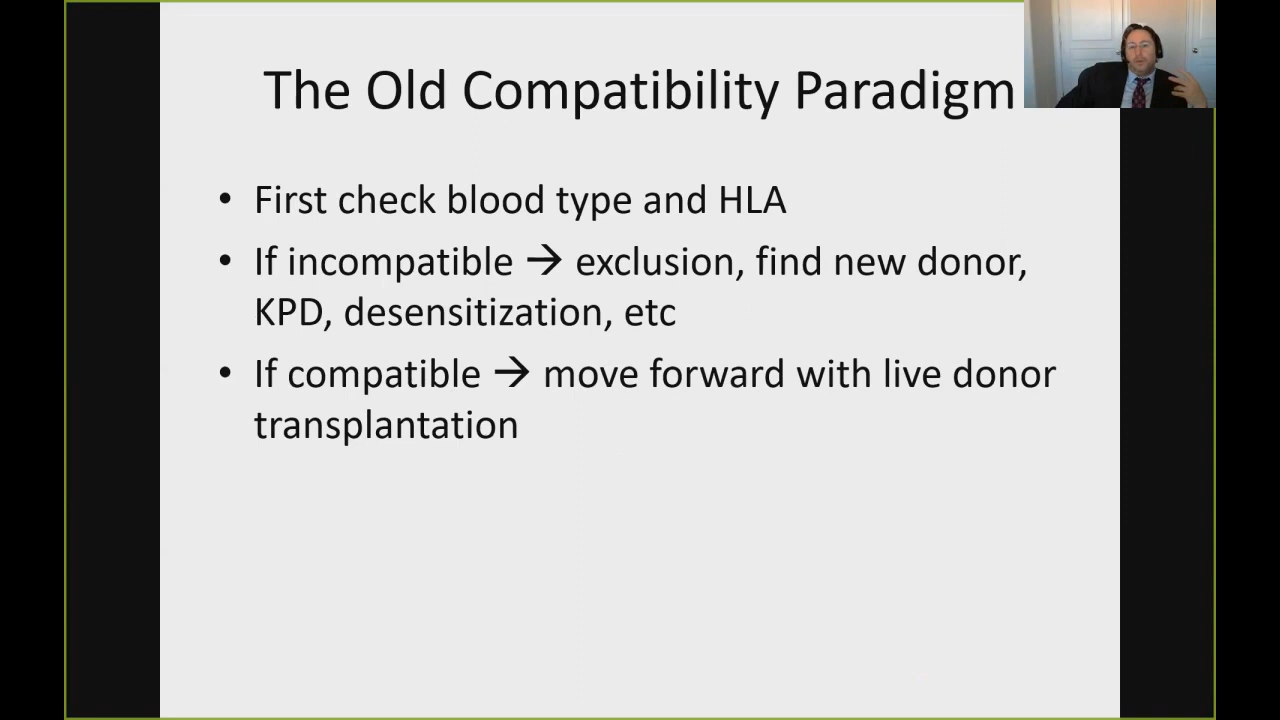 The Old Compatibility Paradigm
• First check blood type and HLA
• If incompatible → exclusion, find new donor,
KPD, desensitization, etc
• If compatible → move forward with live donor
transplantation